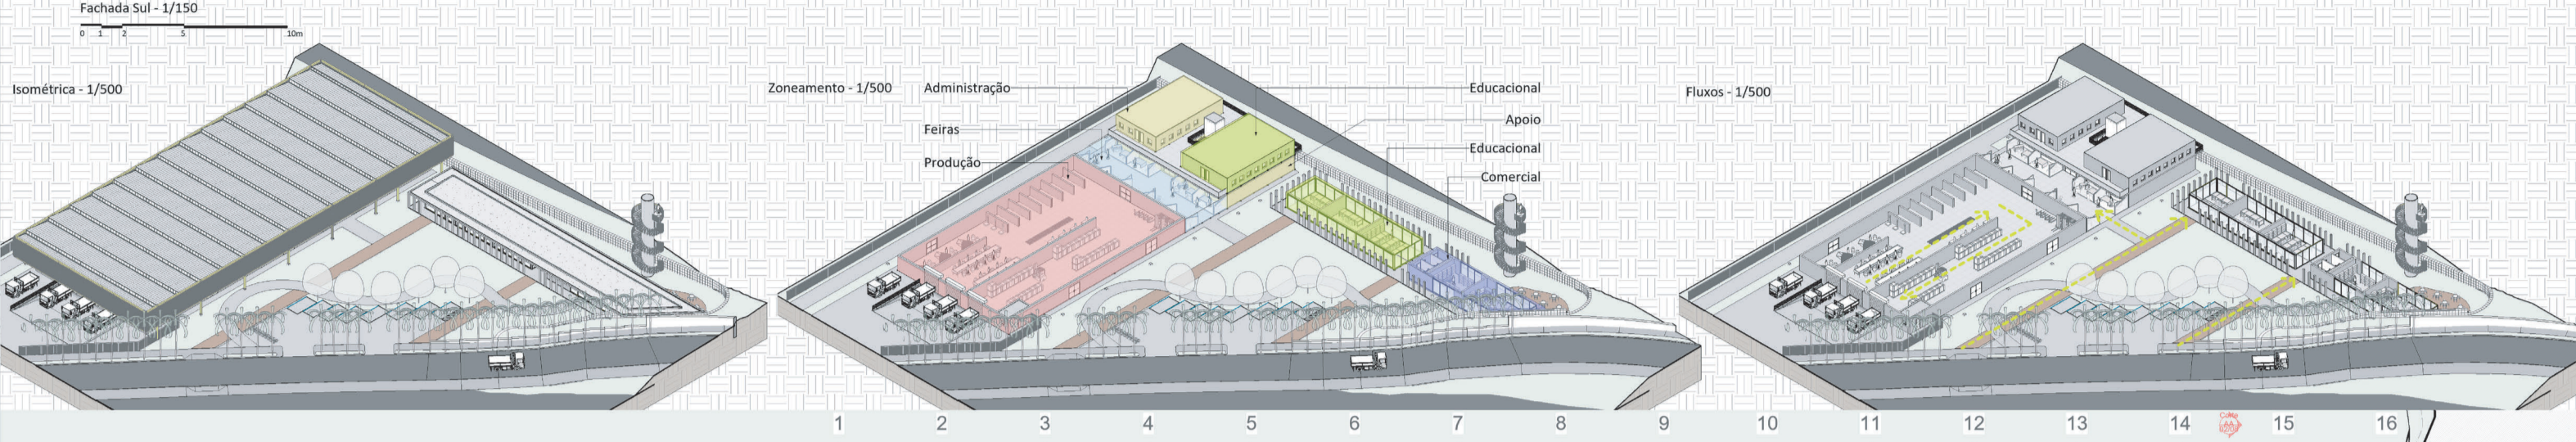 Fachada Sul - 1/150
0 1 2 5 10m
Isométrica - 1/500
Zoneamento - 1/500
Administração
Feiras
Produção
Educacional
Apoio
Educacional
Comercial
Fluxos - 1/500
1 2 3 4 5 6 7 8 9 10 11 12 13 14 15 16